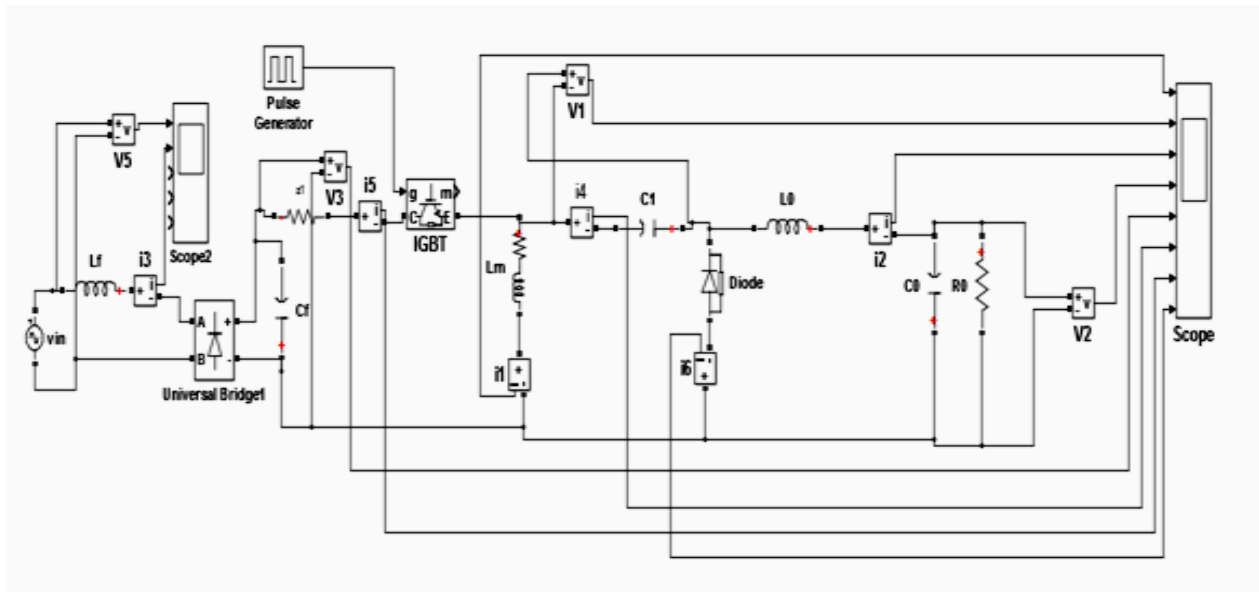 Pulse
Generator
V1
V5
V3
i5
i4
C1
L0
g
m
C
E
IGBT
Scope2
Lf
i3
i2
Lm
Diode
C0
R0
Cf
vin
A
B
+
-
V2
Scope
i1
i6
Universal Bridge1